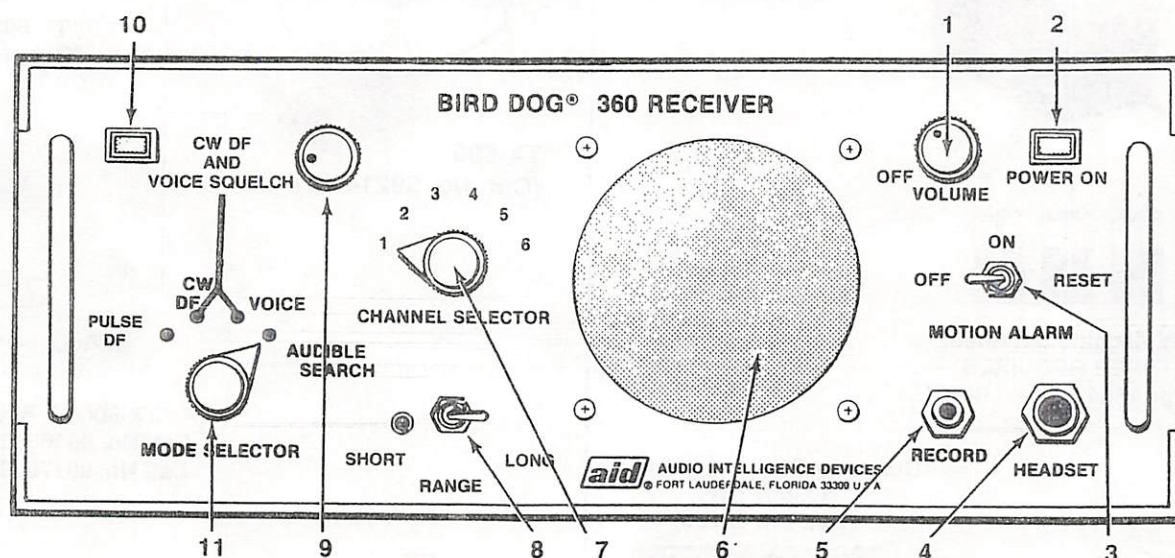 10
1
2
BIRD DOG® 360 RECEIVER
CW DF
AND
VOICE SQUELCH
OFF
VOLUME
POWER ON
1
2
3
4
5
6
CHANNEL SELECTOR
CW
DF
VOICE
PULSE
DF
AUDIBLE
SEARCH
MODE SELECTOR
ON
OFF
RESET
MOTION ALARM
SHORT
LONG
RANGE
aid ® AUDIO INTELLIGENCE DEVICES
FORT LAUDERDALE, FLORIDA 33309 U S A
RECORD
HEADSET
11
9
8
7
6
5
4
3